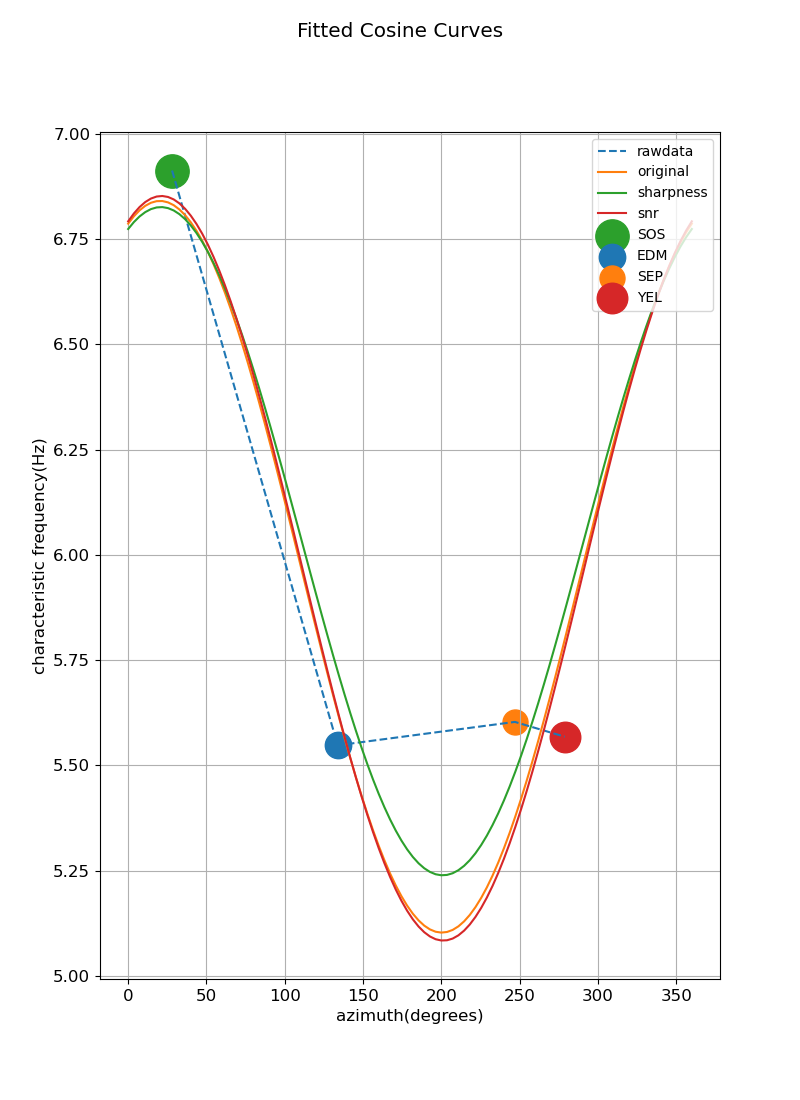 Fitted Cosine Curves
7.00
6.75
6.50
6.25
6.00
5.75
5.50
5.25
5.00
characteristic frequency(Hz)
rawdata
original
sharpness
snr
SOS
EDM
SEP
YEL
0 50 100 150 200 250 300 350
azimuth(degrees)